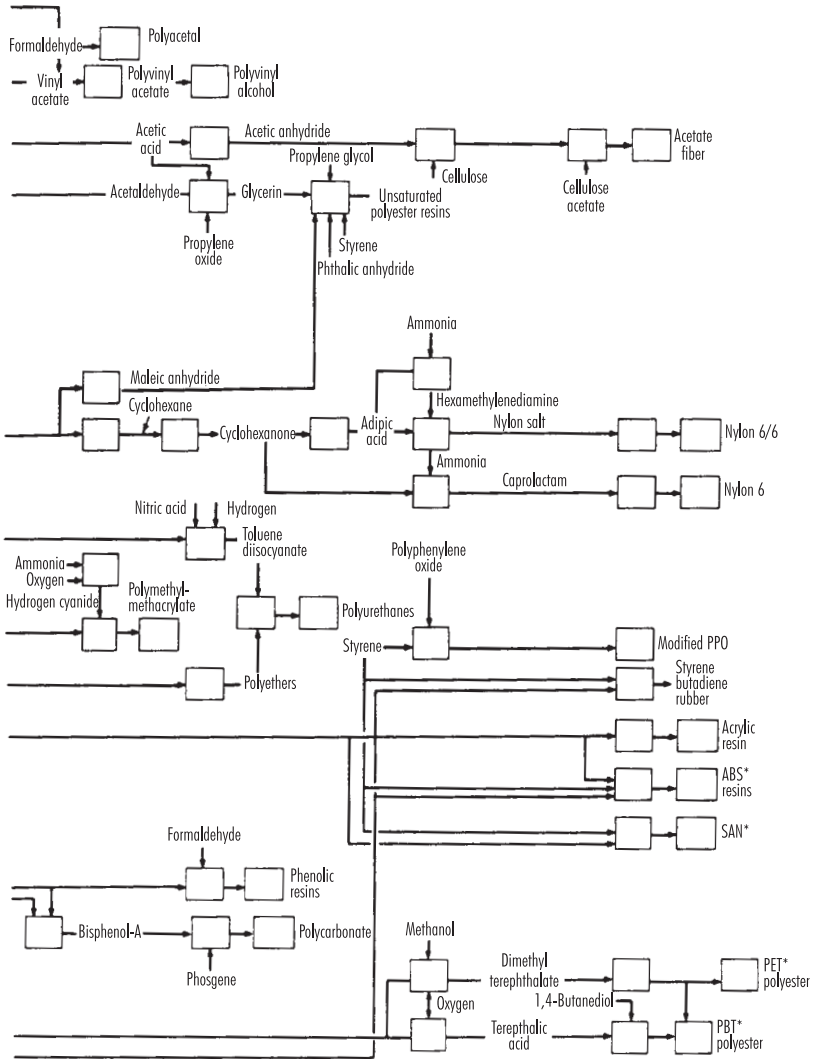 Polyacetal
Formaldehyde
Vinyl
acetate
Polyvinyl
acetate
Polyvinyl
alcohol
Acetic
acid
Acetic anhydride
Acetate
fiber
Propylene glycol
Cellulose
Cellulose
acetate
Acetaldehyde
Glycerin
Unsaturated
polyester resins
Propylene
oxide
Styrene
Phthalic anhydride
Ammonia
Maleic anhydride
Cyclohexane
Hexamethylenediamine
Cyclohexanone
Adipic
acid
Nylon salt
Nylon 6/6
Ammonia
Caprolactam
Nylon 6
Nitric acid
Hydrogen
Toluene
diisocyanate
Polyphenylene
oxide
Ammonia
Oxygen
Hydrogen cyanide
Polymethyl-
methacrylate
Polyurethanes
Styrene
Modified PPO
Polyethers
Styrene
butadiene
rubber
Acrylic
resin
ABS*
resins
SAN*
Formaldehyde
Phenolic
resins
Bisphenol-A
Polycarbonate
Phosgene
Methanol
Dimethyl
terephthalate
PET*
polyester
Oxygen
1,4-Butanediol
Terepthalic
acid
PBT*
polyester